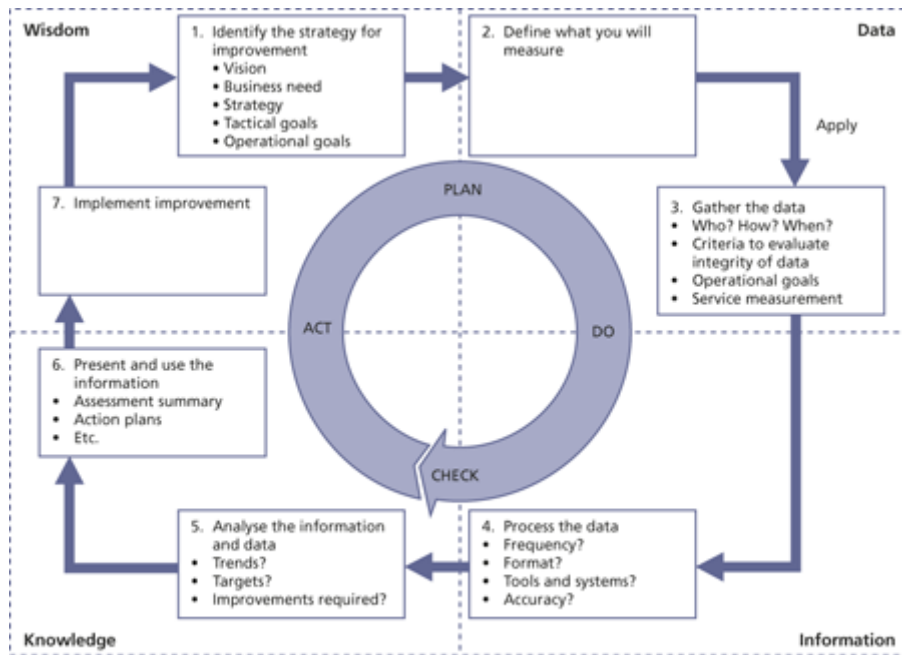 Wisdom
1. Identify the strategy for
improvement
• Vision
• Business need
• Strategy
• Tactical goals
• Operational goals
2. Define what you will
measure
Data
Apply
3. Gather the data
• Who? How? When?
• Criteria to evaluate
integrity of data
• Operational goals
• Service measurement
PLAN
DO
CHECK
ACT
4. Process the data
• Frequency?
• Format?
• Tools and systems?
• Accuracy?
Information
5. Analyse the information
and data
• Trends?
• Targets?
• Improvements required?
Knowledge
6. Present and use the
information
• Assessment summary
• Action plans
• Etc.
7. Implement improvement